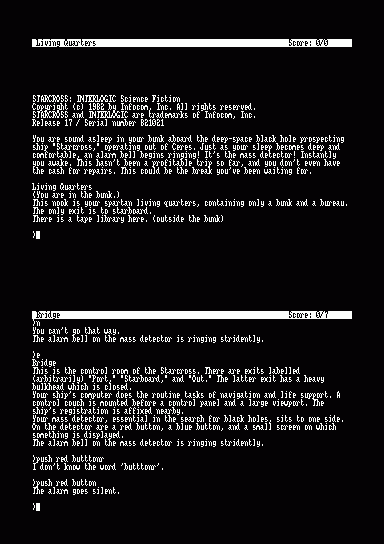 Living Quarters Score: 0/0
STARCROSS: INTERLOGIC Science Fiction
Copyright (c) 1982 by Infocom, Inc. All rights reserved.
STARCROSS and INTERLOGIC are trademarks of Infocom, Inc.
Release 17 / Serial number 821021
You are sound asleep in your bunk aboard the deep-space black hole prospecting
ship "Starcross," operating out of Ceres. Just as your sleep becomes deep and
comfortable, an alarm bell begins ringing! It's the mass detector! Instantly
you awake. This hasn't been a profitable trip so far, and you don't even have
the cash for repairs. This could be the break you've been waiting for.
Living Quarters
(You are in the bunk.)
This nook is your spartan living quarters, containing only a bunk and a bureau.
The only exit is to starboard.
There is a tape library here. (outside the bunk)
>
Bridge Score: 0/7
>n
You can't go that way.
The alarm bell on the mass detector is ringing stridently.
>e
Bridge
This is the control room of the Starcross. There are exits labelled
(arbitrarily) "Port," "Starboard," and "Out." The latter exit has a heavy
bulkhead which is closed.
Your ship's computer does the routine tasks of navigation and life support. A
control couch is mounted before a control panel and a large viewport. The
ship's registration is affixed nearby.
Your mass detector, essential in the search for black holes, sits to one side.
On the detector are a red button, a blue button, and a small screen on which
something is displayed.
The alarm bell on the mass detector is ringing stridently.
>push red butttonr
I don't know the word 'butttonr'.
>push red button
The alarm goes silent.
>